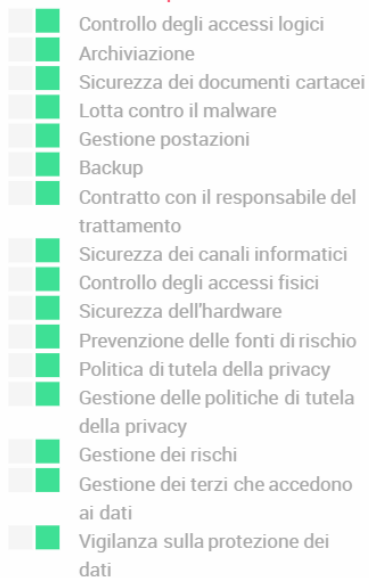 Controllo degli accessi logici
Archiviazione
Sicurezza dei documenti cartacei
Lotta contro il malware
Gestione postazioni
Backup
Contratto con il responsabile del
trattamento
Sicurezza dei canali informatici
Controllo degli accessi fisici
Sicurezza dell'hardware
Prevenzione delle fonti di rischio
Politica di tutela della privacy
Gestione delle politiche di tutela
della privacy
Gestione dei rischi
Gestione dei terzi che accedono
ai dati
Vigilanza sulla protezione dei
dati